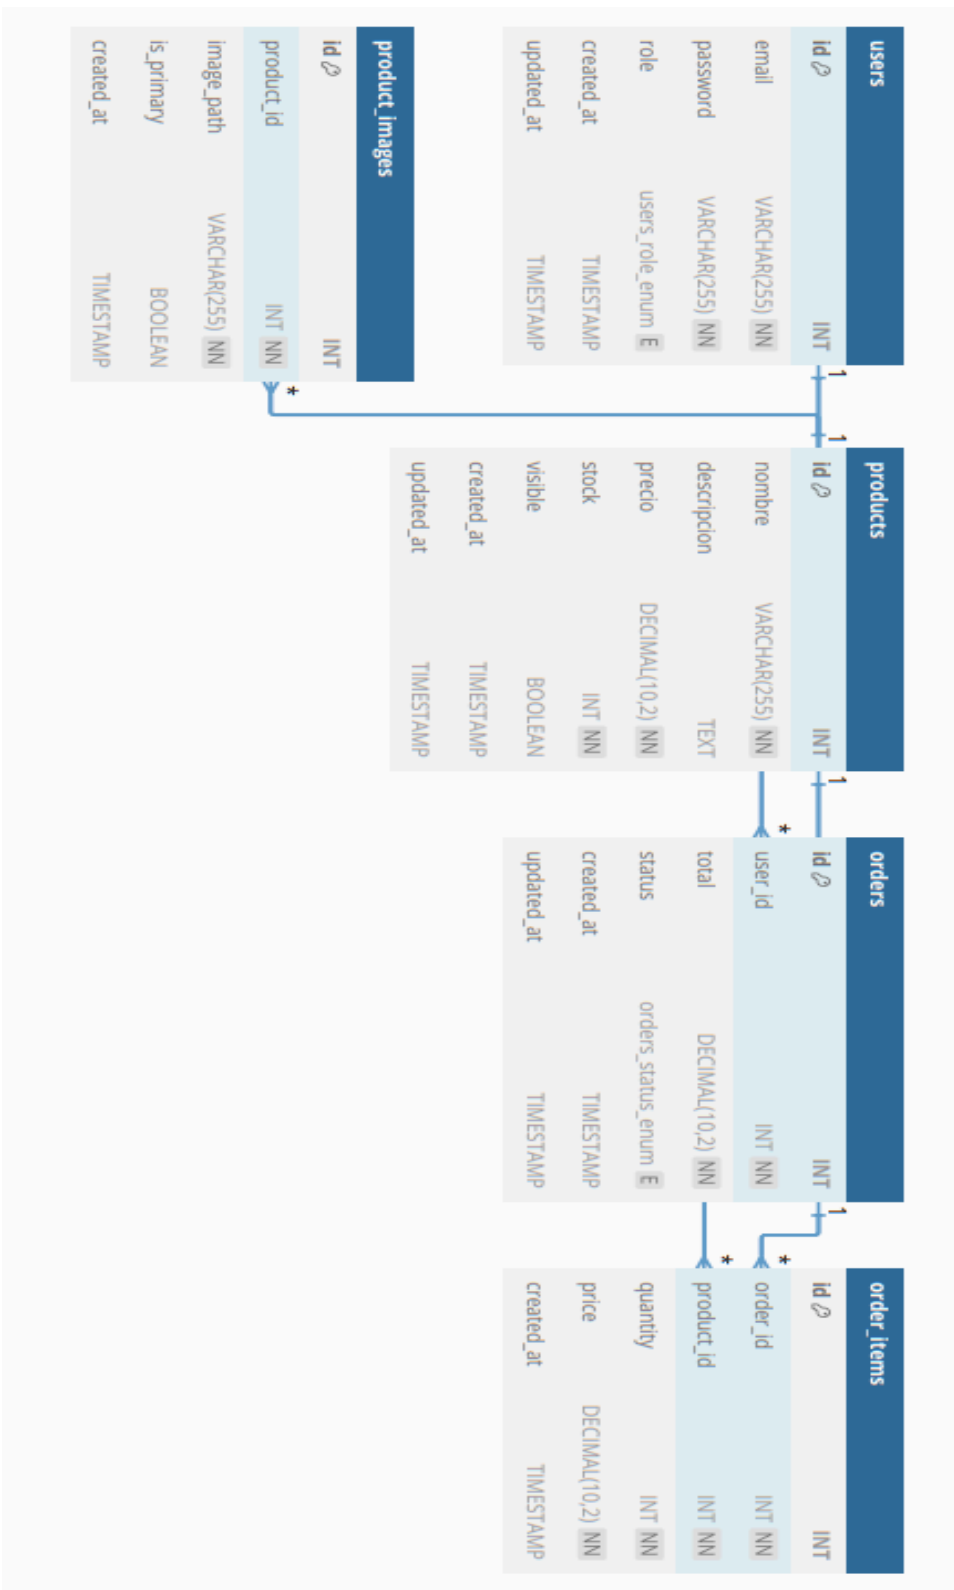 users
id INT
email VARCHAR(255) NN
password VARCHAR(255) NN
role users_role_enum E
created_at TIMESTAMP
updated_at TIMESTAMP
1
1
products
id INT
nombre VARCHAR(255) NN
descripcion TEXT
precio DECIMAL(10,2) NN
stock INT NN
visible BOOLEAN
created_at TIMESTAMP
updated_at TIMESTAMP
1
*
orders
id INT
user_id INT NN
total DECIMAL(10,2) NN
status orders_status_enum E
created_at TIMESTAMP
updated_at TIMESTAMP
1
*
*
order_items
id INT
order_id INT NN
product_id INT NN
quantity INT NN
price DECIMAL(10,2) NN
created_at TIMESTAMP
product_images
id INT
product_id INT NN
image_path VARCHAR(255) NN
is_primary BOOLEAN
created_at TIMESTAMP
*